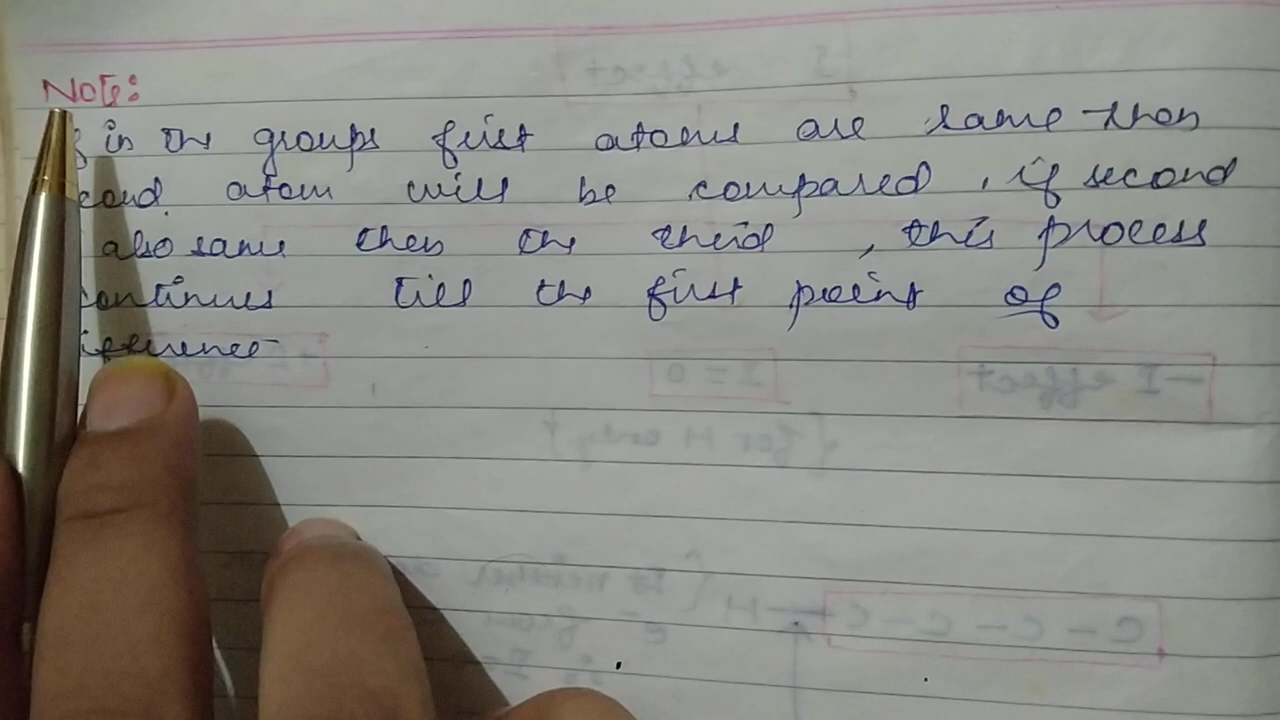 Note:
in the groups first atoms are same then
cond atom will be compared, if second
also same then the third, this process
continues till the first point of
ifference